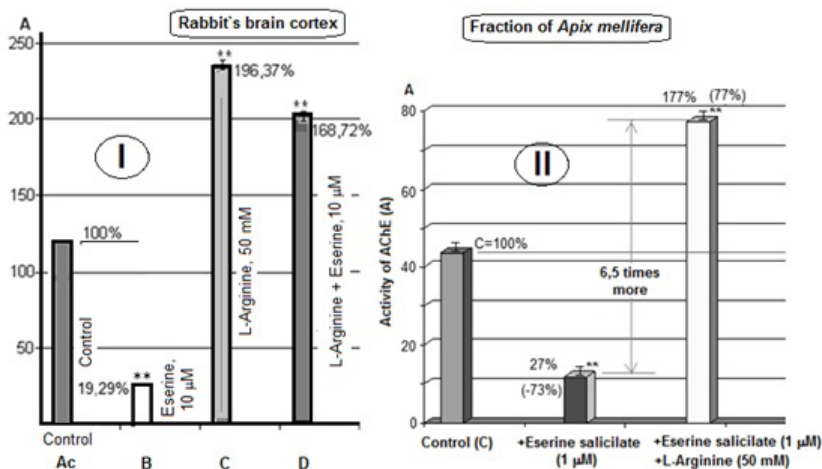 Rabbit`s brain cortex
A
250
200
150
100
50
I
100%
Control
19,29%
**
Eserine,
10 µM
**
196,37%
L-Arginine, 50 mM
**
168,72%
L-Arginine + Eserine,10 µM
Control
Ac
B
C
D
Fraction of Apix mellifera
A
80
60
40
20
0
Activity of AChE (A)
II
C=100%
27%
(-73%)
**
6,5 times
more
177% (77%)
**
Control (C)
+Eserine salicilate
(1 µM)
+Eserine salicilate (1 µM)
+L-Arginine (50 mM)